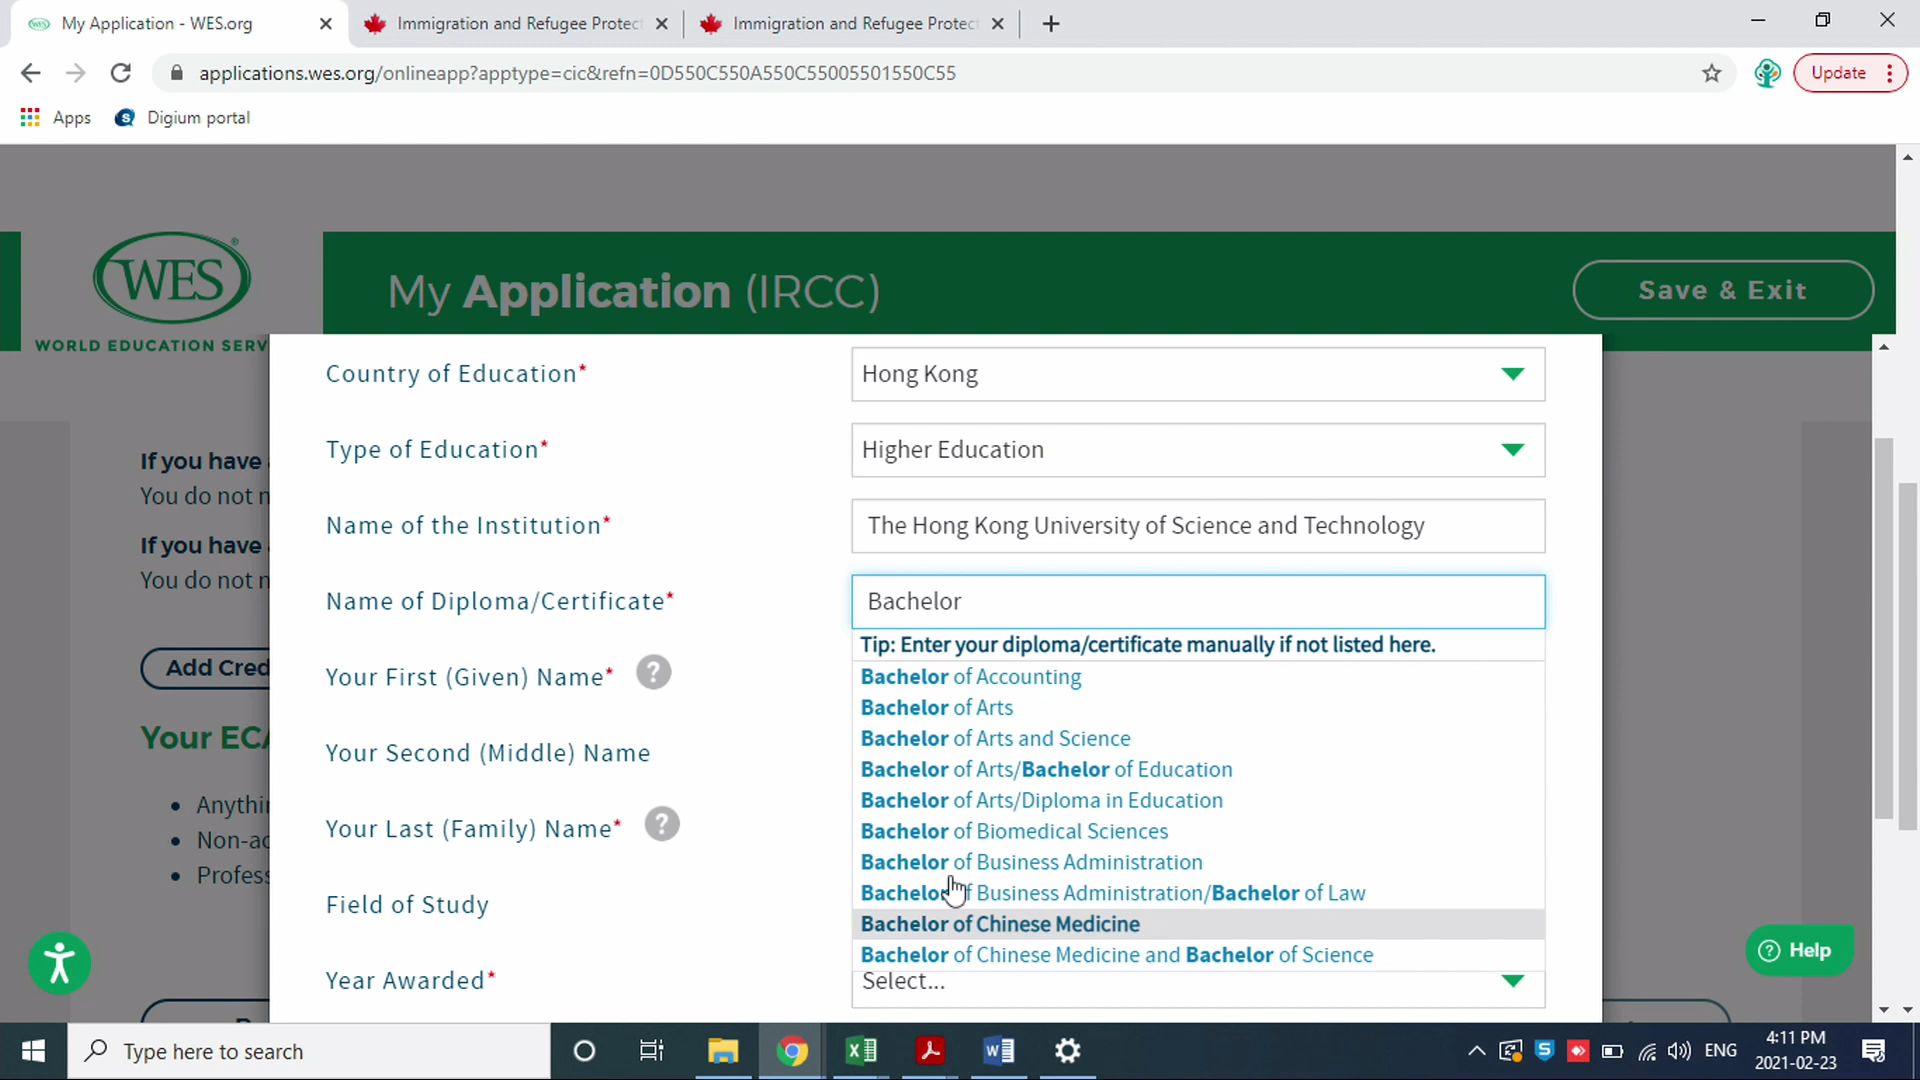 My Application - WES.org
Immigration and Refugee Protec
Immigration and Refugee Protec
applications.wes.org/onlineapp?apptype=cic&refn=0D550C550A550C55005501550C55
Update
Apps
Digium portal
WES
WORLD EDUCATION SERV
My Application (IRCC)
Save & Exit
If you have
You do not n
If you have
You do not n
Add Cred
Your ECA
Anythi
Non-ac
Profess
Country of Education*
Hong Kong
Type of Education*
Higher Education
Name of the Institution*
The Hong Kong University of Science and Technology
Name of Diploma/Certificate*
Bachelor
Tip: Enter your diploma/certificate manually if not listed here.
Bachelor of Accounting
Bachelor of Arts
Bachelor of Arts and Science
Bachelor of Arts/Bachelor of Education
Bachelor of Arts/Diploma in Education
Bachelor of Biomedical Sciences
Bachelor of Business Administration
Bachelor of Business Administration/Bachelor of Law
Bachelor of Chinese Medicine
Bachelor of Chinese Medicine and Bachelor of Science
Your First (Given) Name*
?
Your Second (Middle) Name
Your Last (Family) Name*
?
Field of Study
Year Awarded*
Select...
? Help
Type here to search
ENG
4:11 PM
2021-02-23